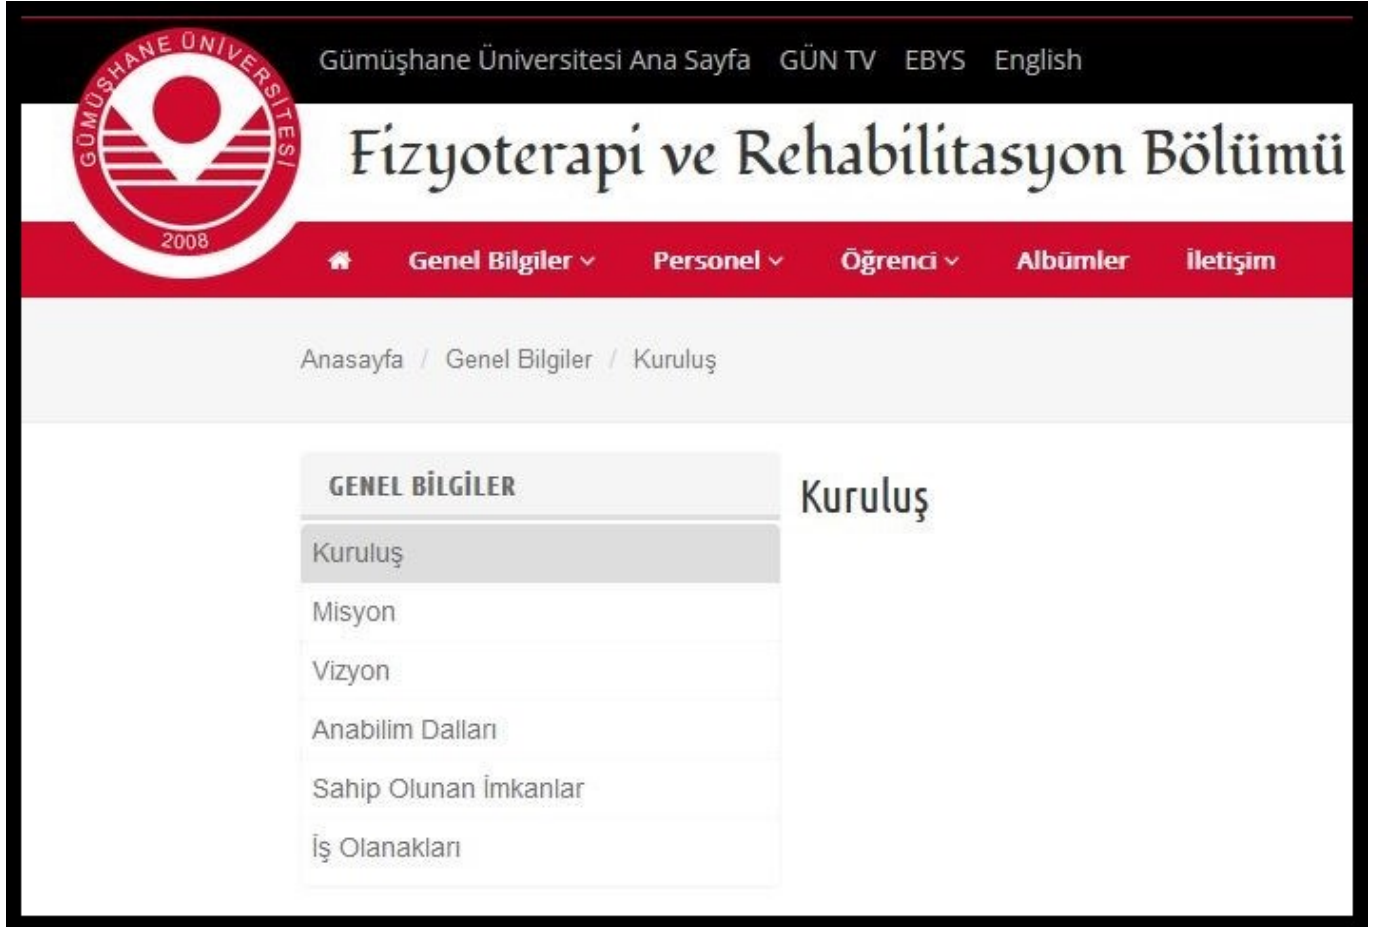 GÜMÜŞHANE ÜNİVERSİTESİ
2008
Gümüşhane Üniversitesi Ana Sayfa GÜN TV EBYS English
Fizyoterapi ve Rehabilitasyon Bölümü
Genel Bilgiler Personel Öğrenci Albümler İletişim
Anasayfa / Genel Bilgiler / Kuruluş
GENEL BİLGİLER
Kuruluş
Misyon
Vizyon
Anabilim Dalları
Sahip Olunan İmkanlar
İş Olanakları
Kuruluş